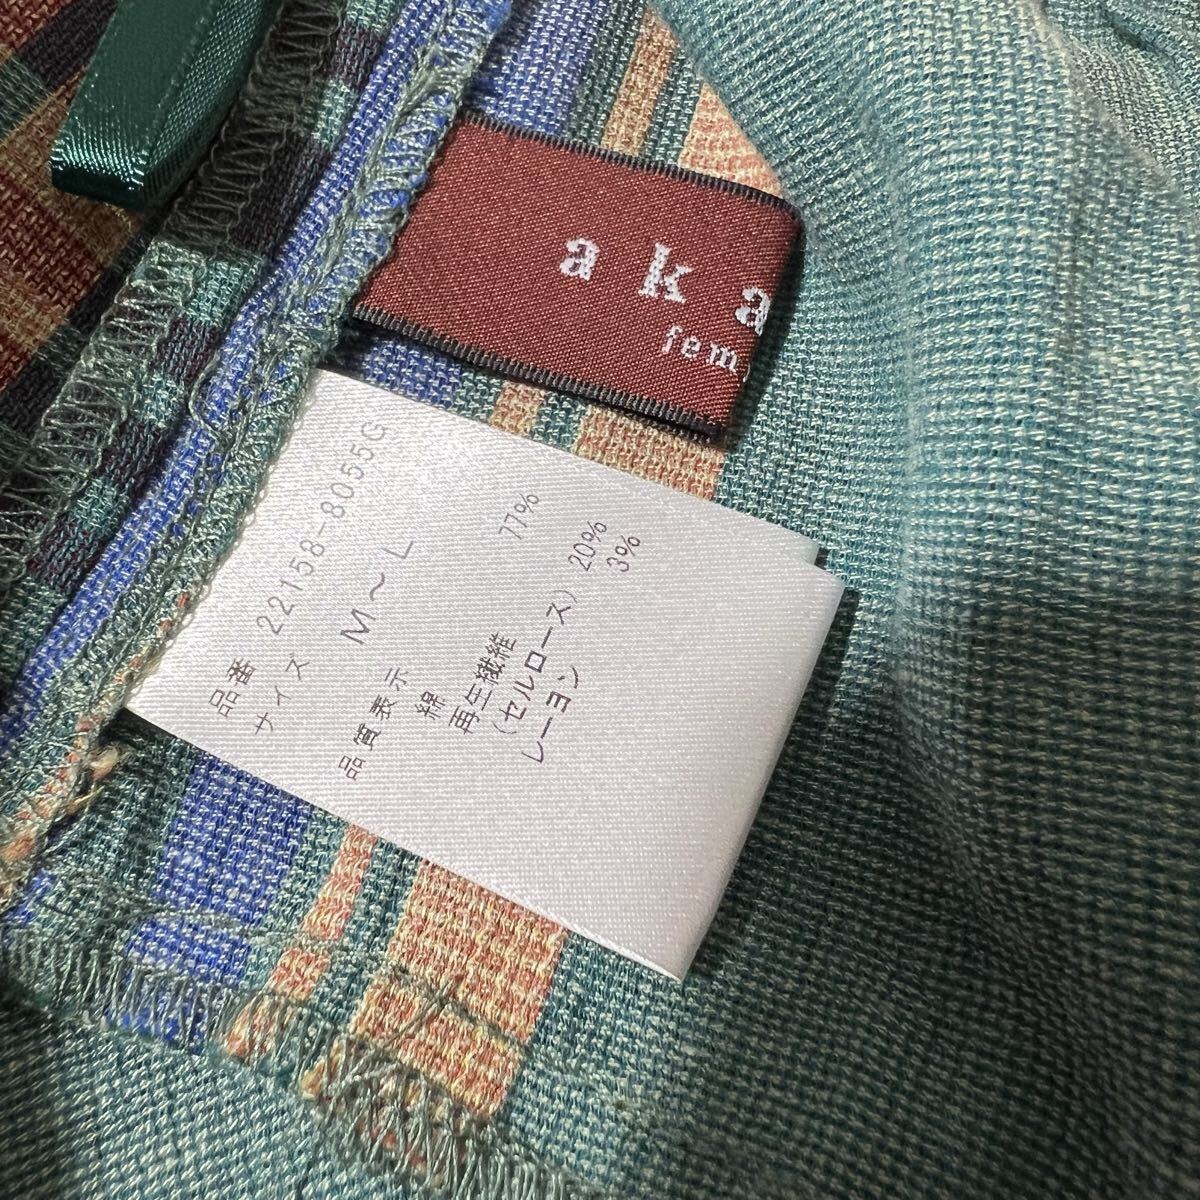 a k a
fem
品番 22158-8055G
サイズ M～L
品質表示
綿 77%
再生繊維
(セルロース) 20%
レーヨン 3%